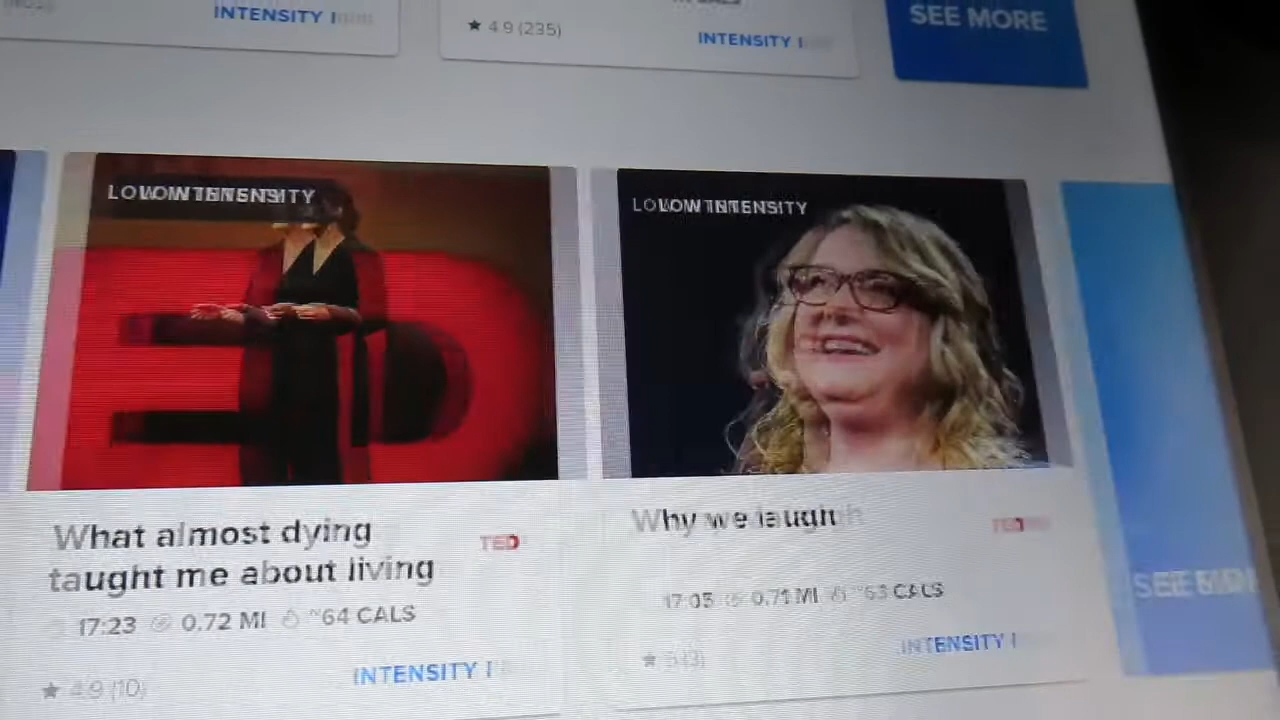 INTENSITY I
★ 4.9 (235)
INTENSITY I
SEE MORE
LOW INTENSITY
LOW INTENSITY
What almost dying
taught me about living
TED
17:23 0.72 MI ~64 CALS
★ 4.9 (10)
INTENSITY I
Why we laugh
TED
17:05 0.71 MI ~63 CALS
INTENSITY I
SEE